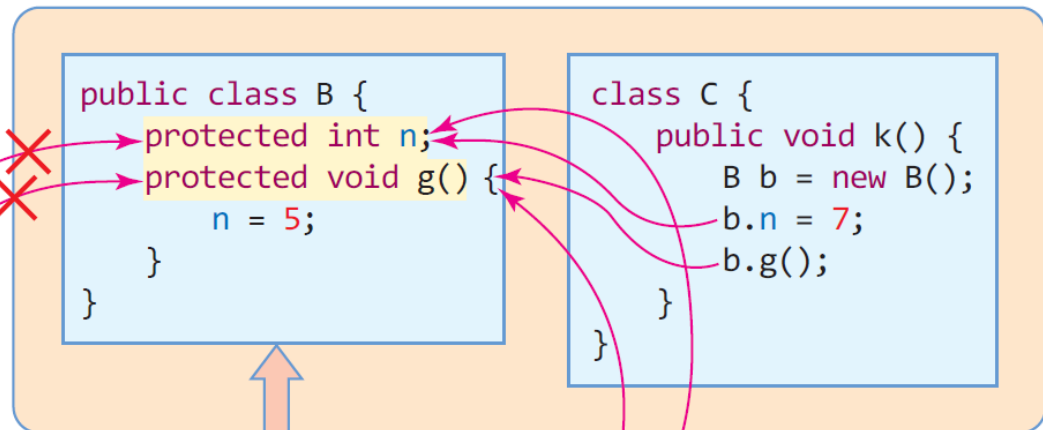 public class B {
protected int n;
protected void g() {
n = 5;
}
}
class C {
public void k() {
B b = new B();
b.n = 7;
b.g();
}
}